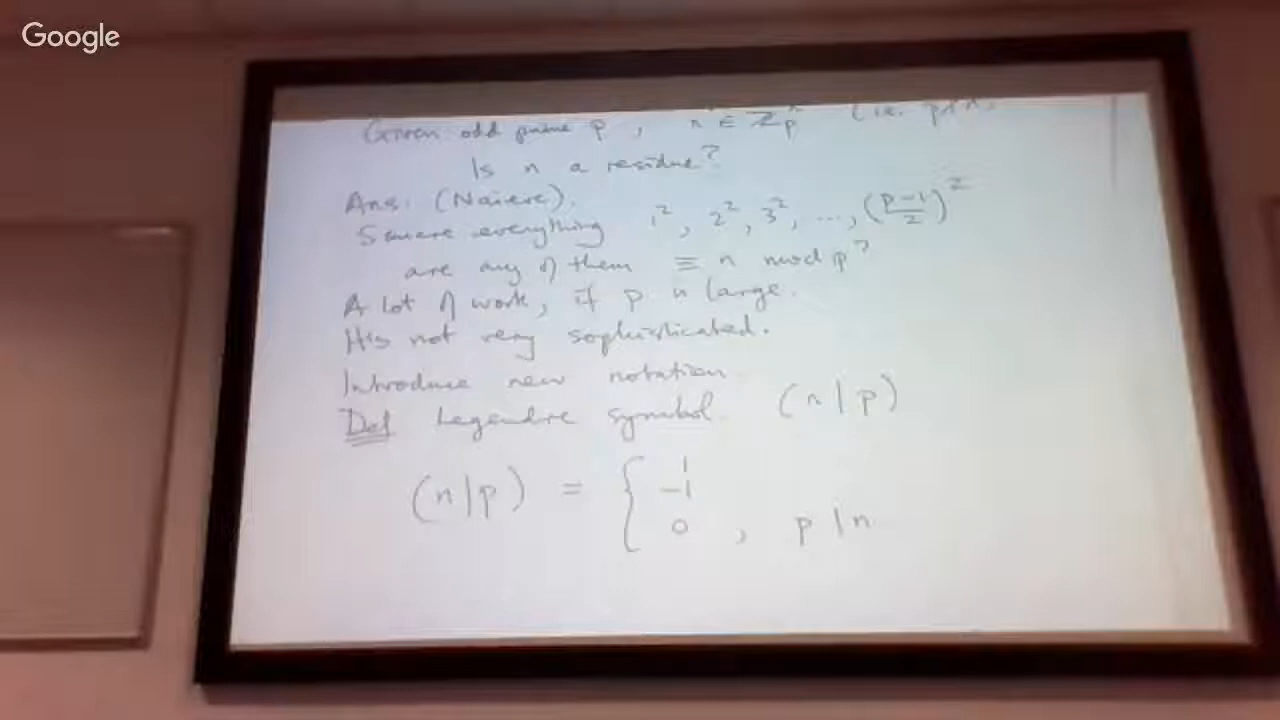 Google
Given odd prime p, n ∈ ℤp (i.e. p∤n.
Is n a residue?
Ans. (Naiere).
Square everything 1², 2², 3², ..., (p-1/2)²
are any of them ≡ n mod p?
A lot of work, if p is large.
It's not very sophisticated.
Introduce new notation.
Def Legendre symbol. (n|p)
(n|p) = { 1
-1
0, p|n